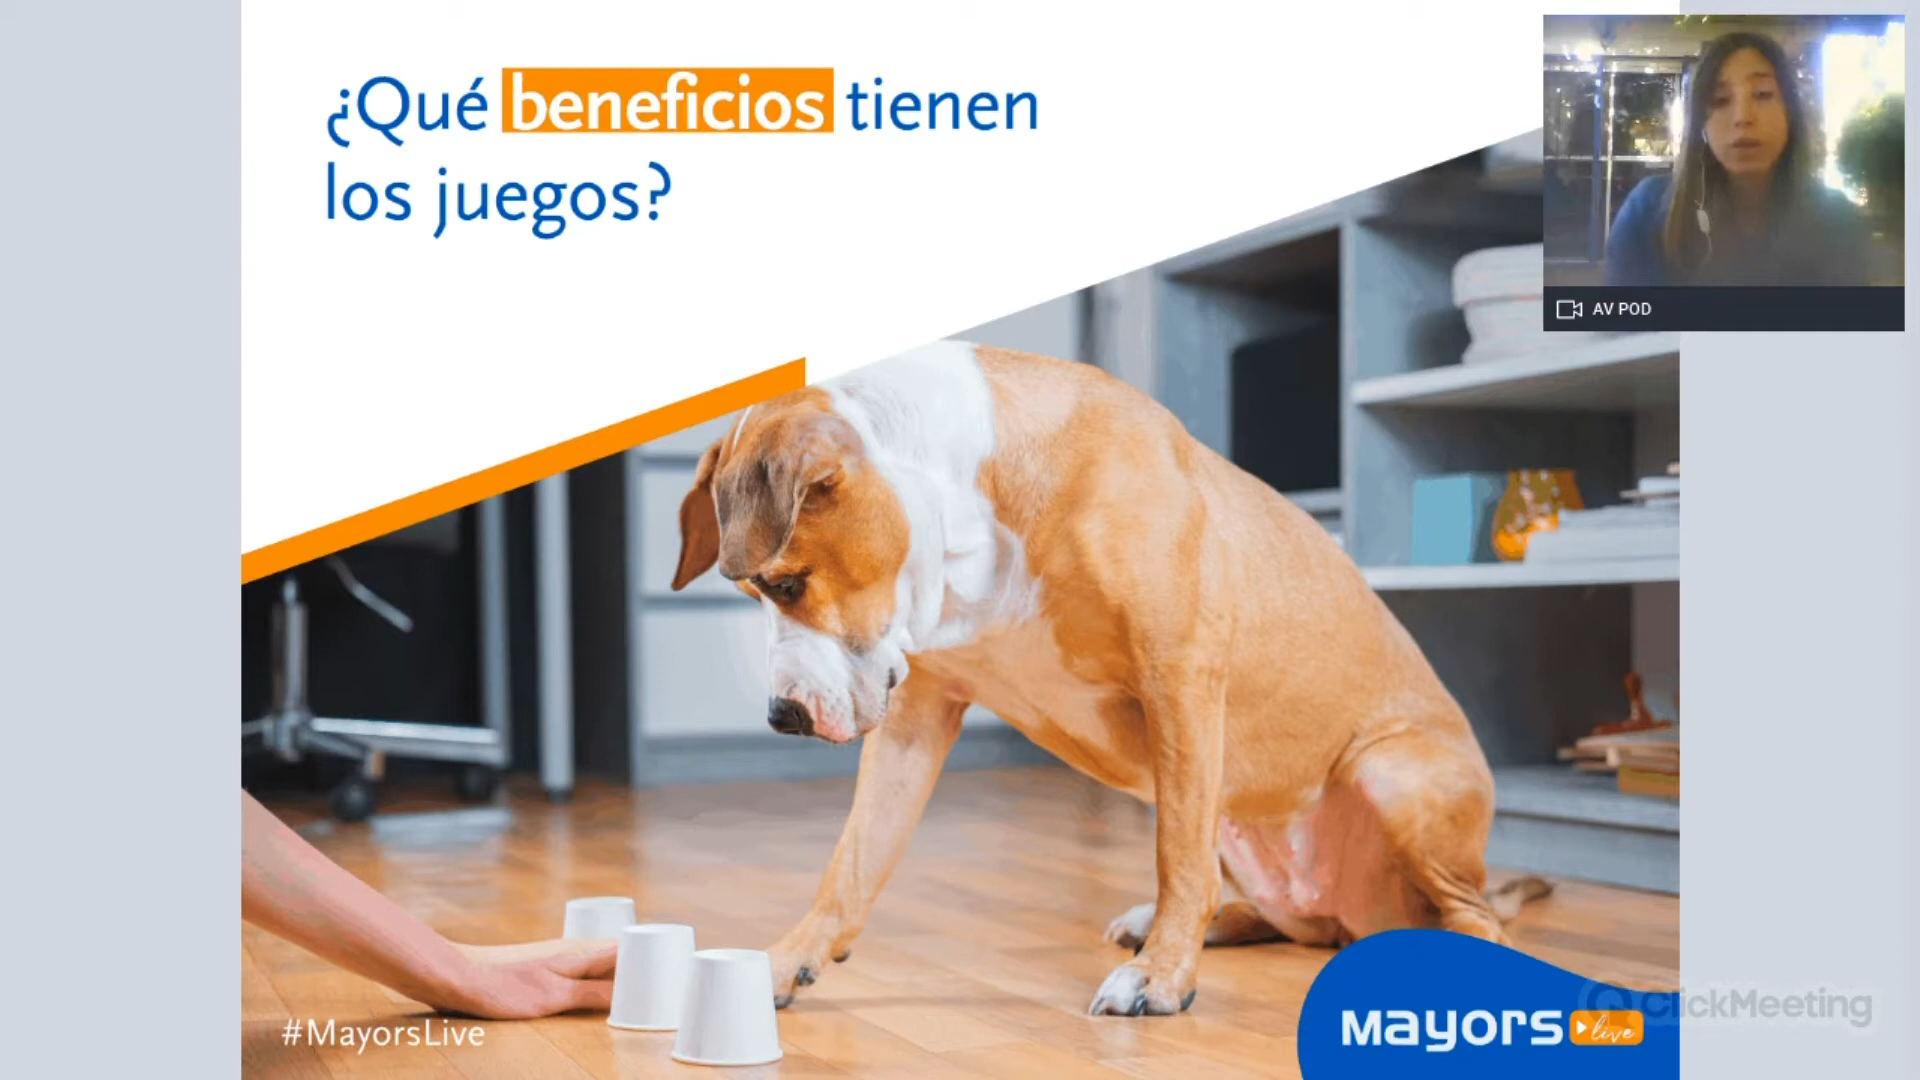 ¿Qué beneficios tienen
los juegos?
AV POD
#MayorsLive
Mayors live
ClickMeeting